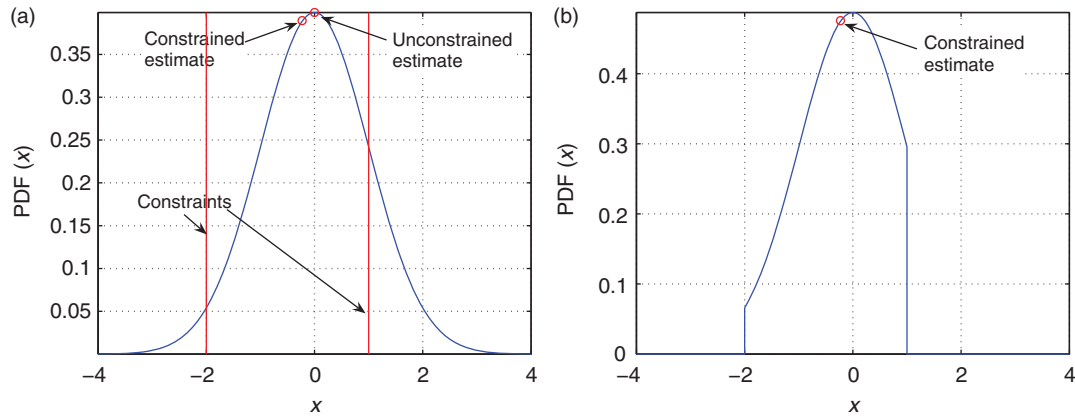 (a)
PDF (x)
0.35
0.3
0.25
0.2
0.15
0.1
0.05
Constrained
estimate
Unconstrained
estimate
Constraints
−4
−2
0
2
4
x
(b)
PDF (x)
0.4
0.3
0.2
0.1
0
Constrained
estimate
−4
−2
0
2
4
x